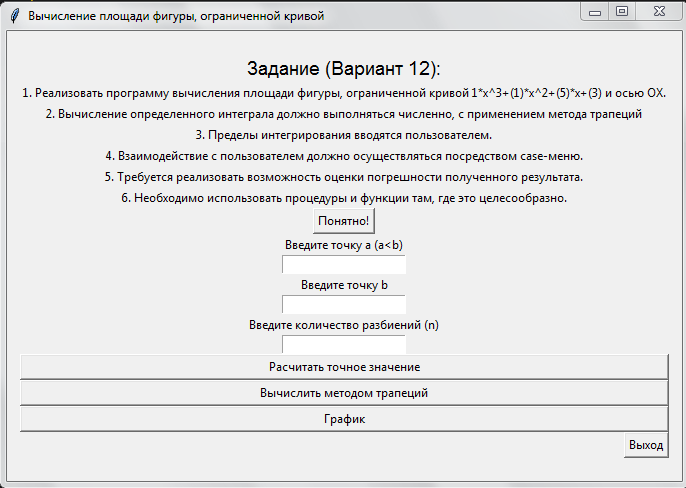 Вычисление площади фигуры, ограниченной кривой
Задание (Вариант 12):
1. Реализовать программу вычисления площади фигуры, ограниченной кривой 1*x^3+(1)*x^2+(5)*x+(3) и осью OX.
2. Вычисление определенного интеграла должно выполняться численно, с применением метода трапеций
3. Пределы интегрирования вводятся пользователем.
4. Взаимодействие с пользователем должно осуществляться посредством case-меню.
5. Требуется реализовать возможность оценки погрешности полученного результата.
6. Необходимо использовать процедуры и функции там, где это целесообразно.
Понятно!
Введите точку a (a<b)
Введите точку b
Введите количество разбиений (n)
Расчитать точное значение
Вычислить методом трапеций
График
Выход